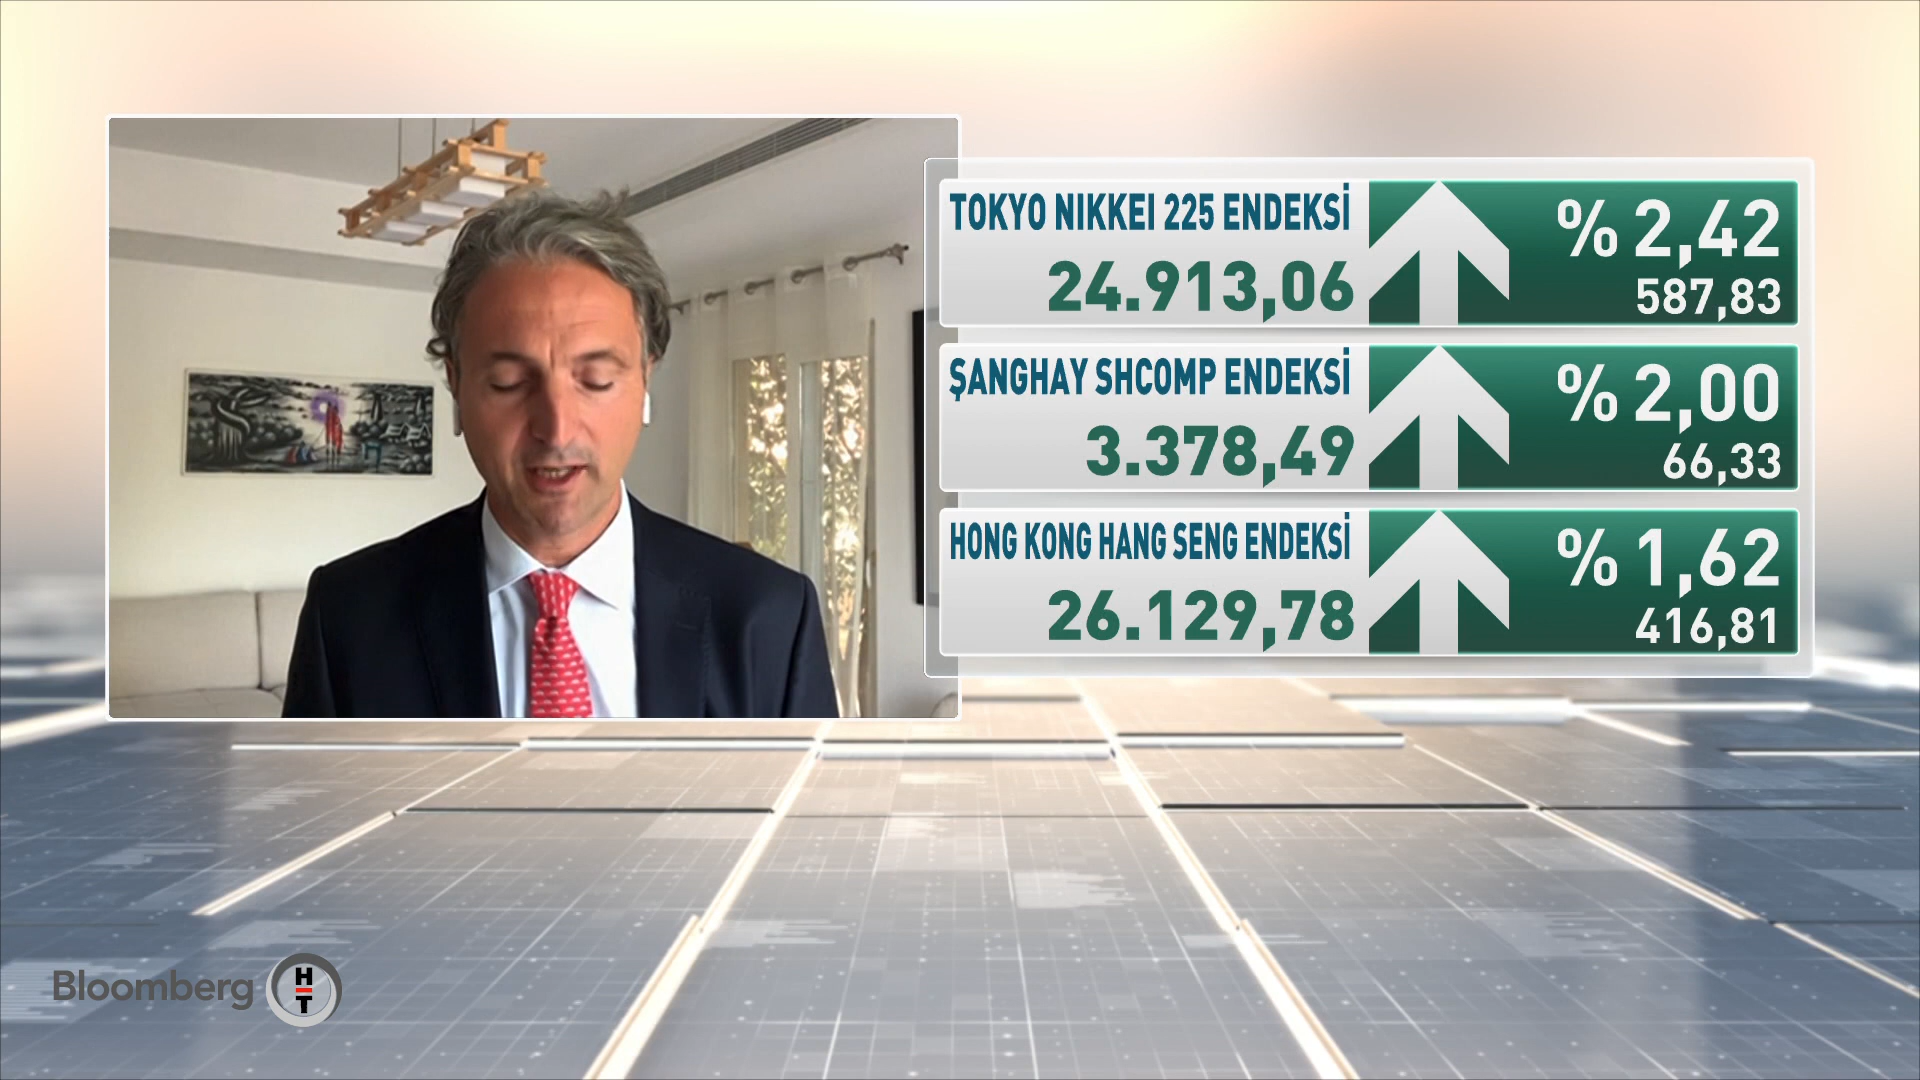 TOKYO NIKKEI 225 ENDEKSİ
24.913,06
% 2,42
587,83
ŞANGHAY SHCOMP ENDEKSİ
3.378,49
% 2,00
66,33
HONG KONG HANG SENG ENDEKSİ
26.129,78
% 1,62
416,81
Bloomberg HT